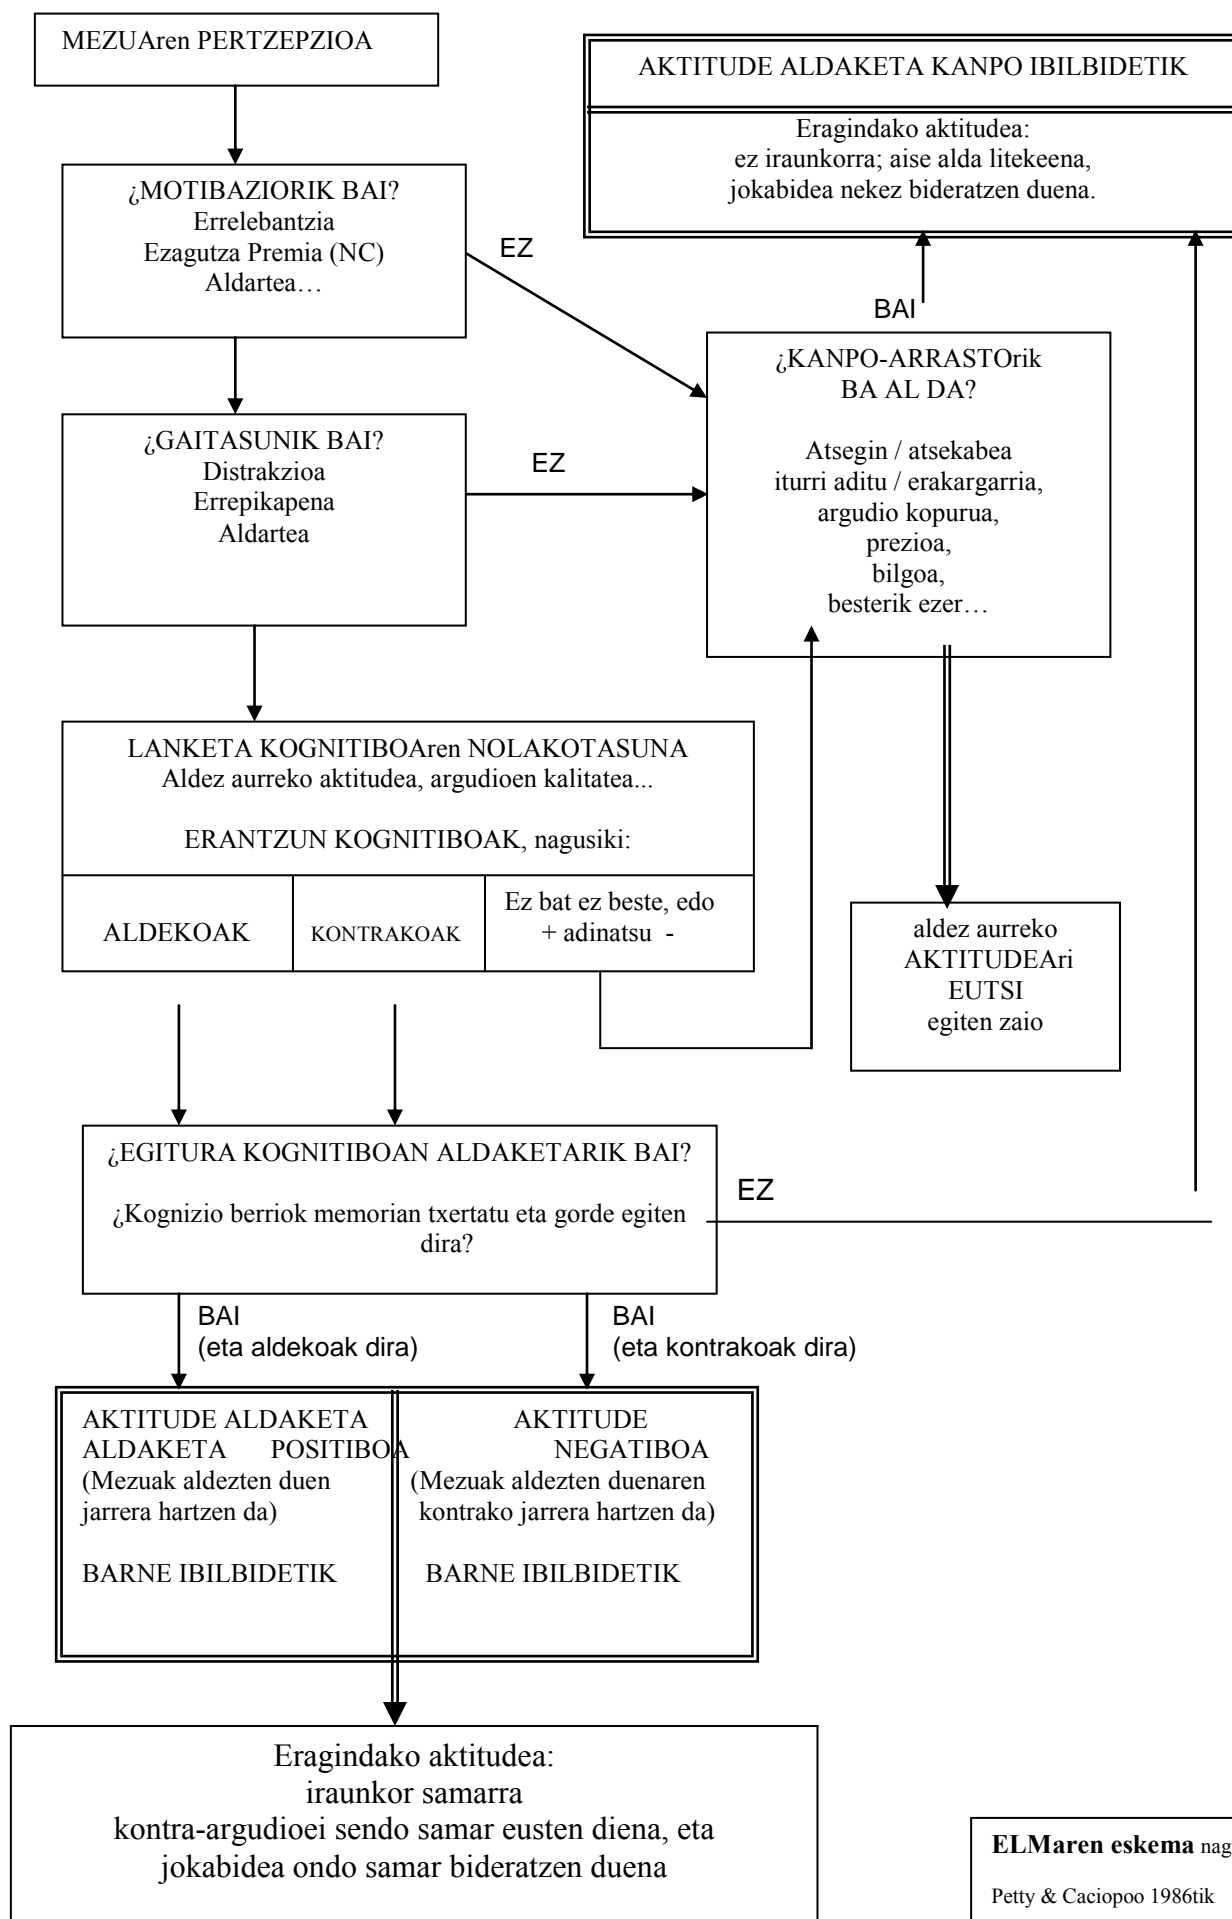 MEZUAren PERTZEPZIOA
AKTITUDE ALDAKETA KANPO IBILBIDETIK
Eragindako aktitudea:
ez iraunkorra; aise alda litekeena,
jokabidea nekez bideratzen duena.
¿MOTIBAZIORIK BAI?
Errelebantzia
Ezagutza Premia (NC)
Aldartea…
EZ
BAI
¿KANPO-ARRASTOrik
BA AL DA?
Atsegin / atsekabea
iturri aditu / erakargarria,
argudio kopurua,
prezioa,
bilgoa,
besterik ezer…
¿GAITASUNIK BAI?
Distrakzioa
Errepikapena
Aldartea
EZ
LANKETA KOGNITIBOAren NOLAKOTASUNA
Aldez aurreko aktitudea, argudioen kalitatea...
ERANTZUN KOGNITIBOAK, nagusiki:
ALDEKOAK
KONTRAKOAK
Ez bat ez beste, edo
+ adinatsu -
aldez aurreko
AKTITUDEAri
EUTSI
egiten zaio
¿EGITURA KOGNITIBOAN ALDAKETARIK BAI?
¿Kognizio berriok memorian txertatu eta gorde egiten
dira?
EZ
BAI
(eta aldekoak dira)
BAI
(eta kontrakoak dira)
AKTITUDE ALDAKETA AKTITUDE
ALDAKETA POSITIBOA NEGATIBOA
(Mezuak aldezten duen (Mezuak aldezten duenaren
jarrera hartzen da) kontrako jarrera hartzen da)
BARNE IBILBIDETIK BARNE IBILBIDETIK
Eragindako aktitudea:
iraunkor samarra
kontra-argudioei sendo samar eusten diena, eta
jokabidea ondo samar bideratzen duena
ELMaren eskema nag
Petty & Caciopoo 1986tik